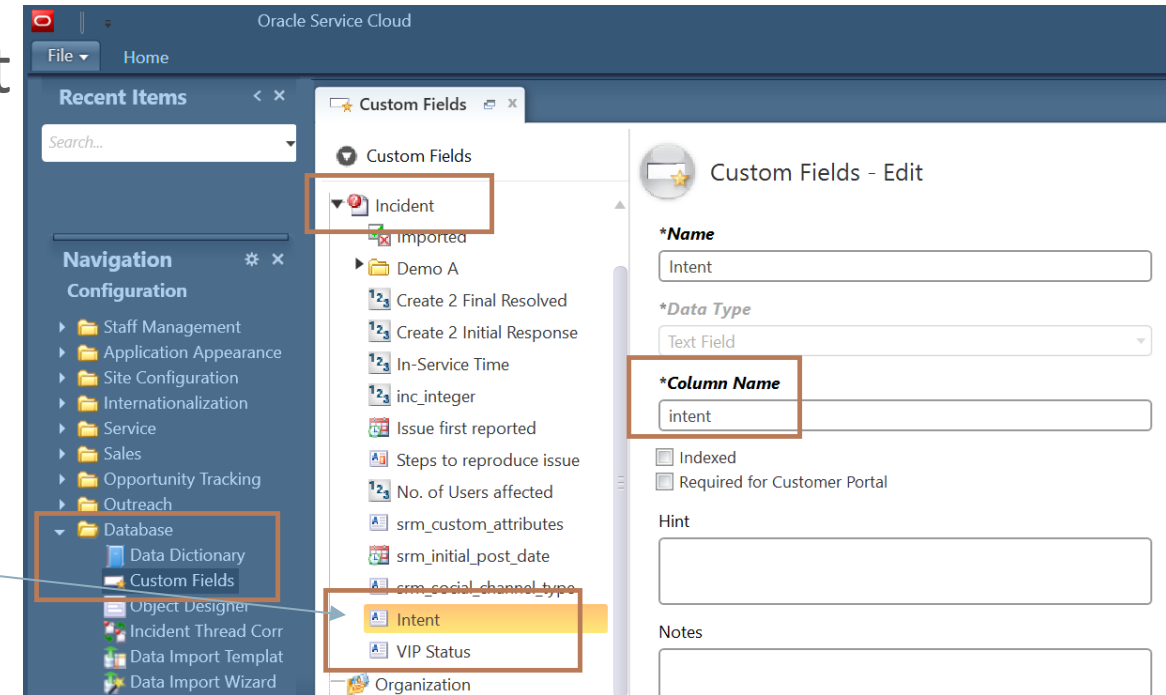 Oracle Service Cloud
t
File
Home
Recent Items
Search...
Navigation
Configuration
Staff Management
Application Appearance
Site Configuration
Internationalization
Service
Sales
Opportunity Tracking
Outreach
Database
Data Dictionary
Custom Fields
Object Designer
Incident Thread Corr
Data Import Templat
Data Import Wizard
Custom Fields
Custom Fields
Incident
Imported
Demo A
Create 2 Final Resolved
Create 2 Initial Response
In-Service Time
inc_integer
Issue first reported
Steps to reproduce issue
No. of Users affected
srm_custom_attributes
srm_initial_post_date
srm_social_channel_type
Intent
VIP Status
Organization
Custom Fields - Edit
*Name
Intent
*Data Type
Text Field
*Column Name
intent
Indexed
Required for Customer Portal
Hint
Notes